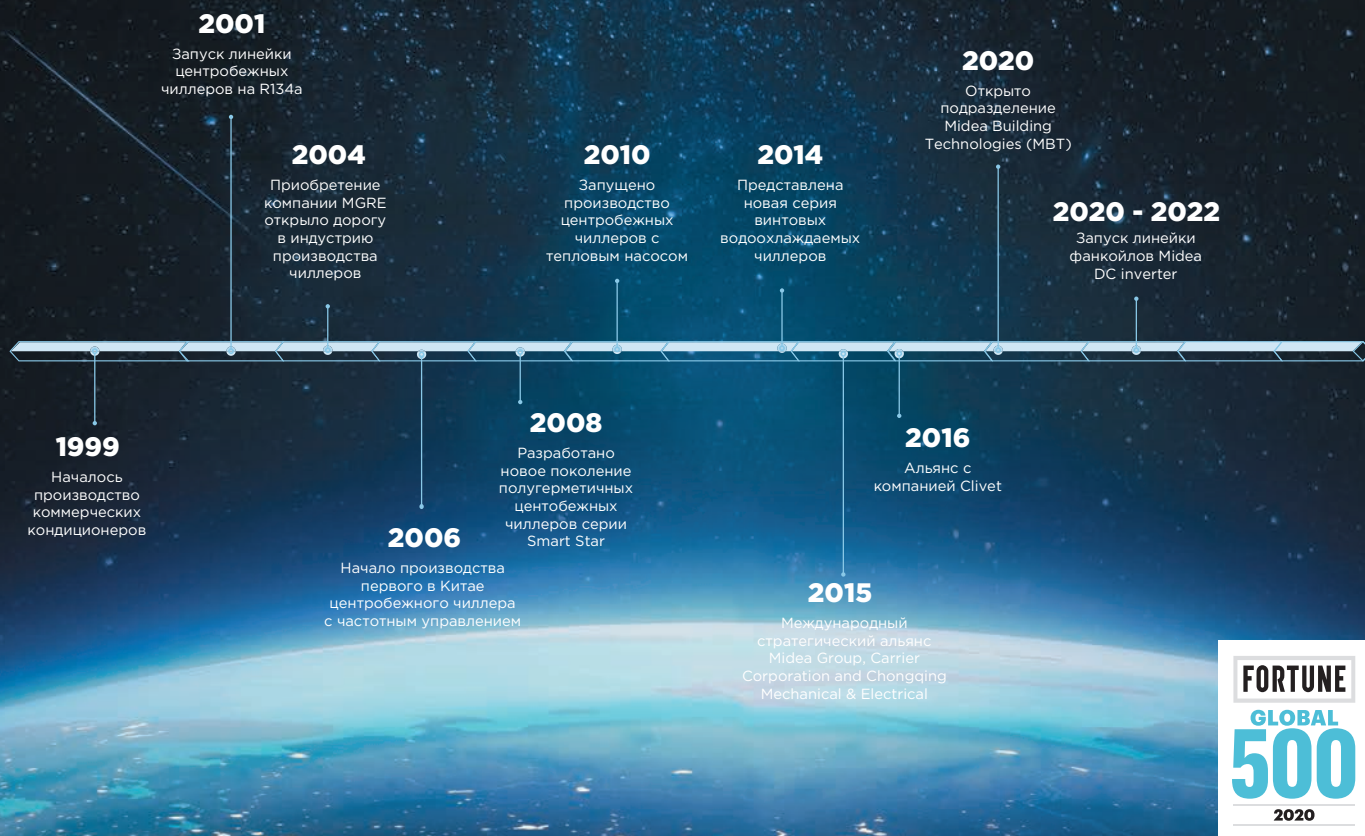 1999
Началось
производство
коммерческих
кондиционеров
2001
Запуск линейки
центробежных
чиллеров на R134a
2004
Приобретение
компании MGRE
открыло дорогу
в индустрию
производства
чиллеров
2006
Начало производства
первого в Китае
центробежного чиллера
с частотным управлением
2008
Разработано
новое поколение
полугерметичных
центобежных
чиллеров серии
Smart Star
2010
Запущено
производство
центробежных
чиллеров с
тепловым насосом
2014
Представлена
новая серия
винтовых
водоохлаждаемых
чиллеров
2015
Международный
стратегический альянс
Midea Group, Carrier
Corporation and Chongqing
Mechanical & Electrical
2016
Альянс с
компанией Clivet
2020
Открыто
подразделение
Midea Building
Technologies (MBT)
2020 - 2022
Запуск линейки
фанкойлов Midea
DC inverter
FORTUNE
GLOBAL
500
2020